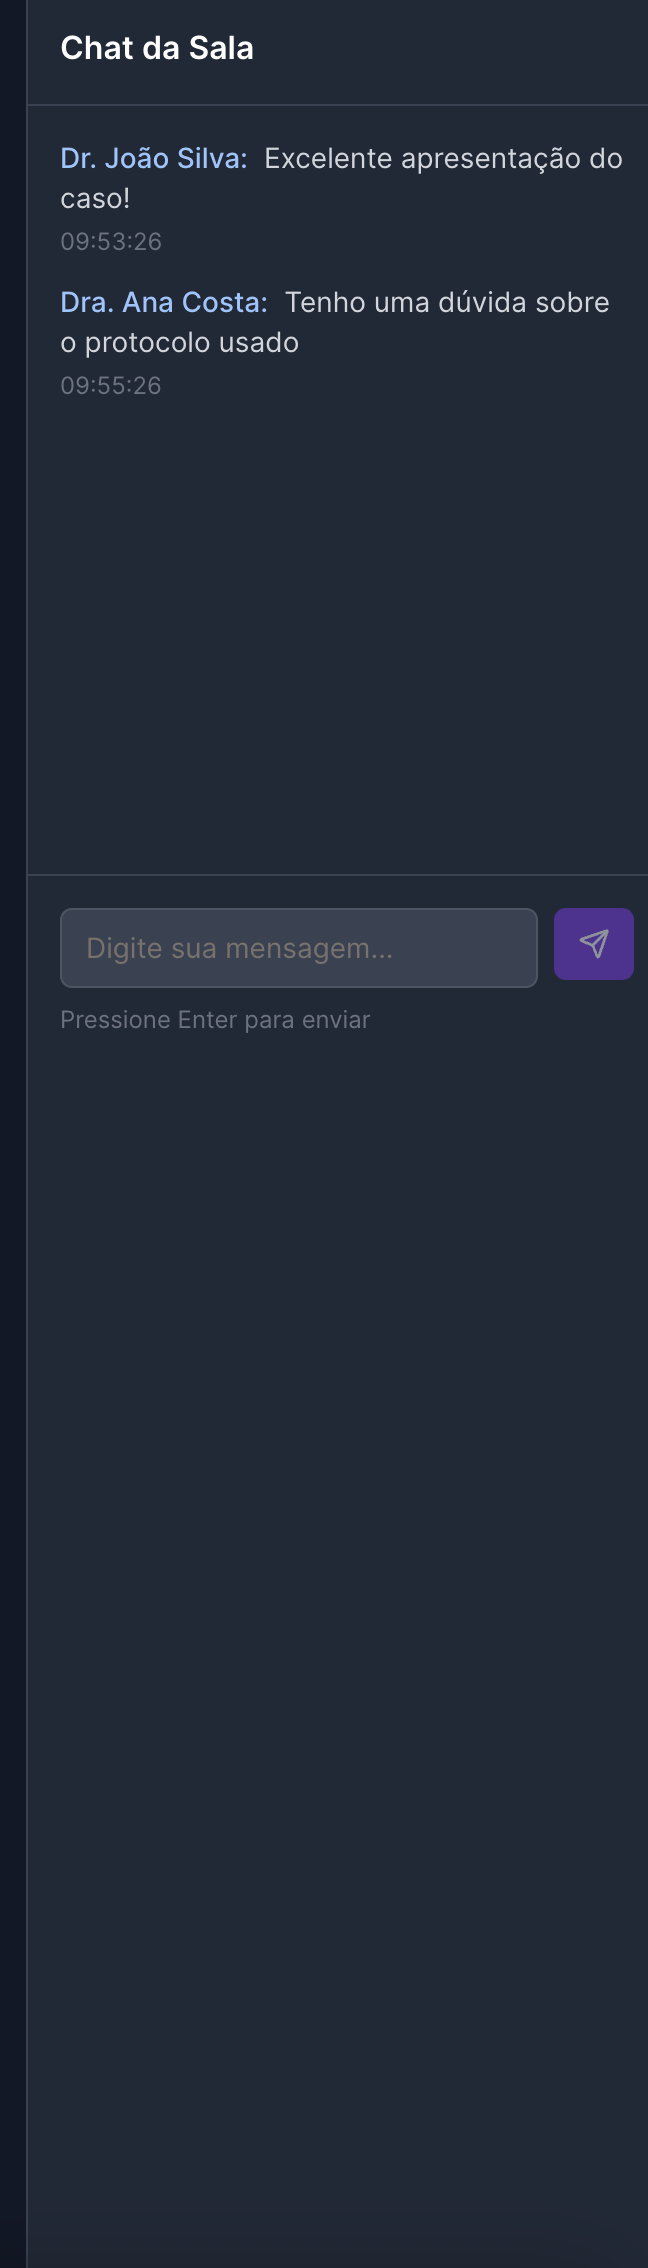 Chat da Sala
Dr. João Silva: Excelente apresentação do
caso!
09:53:26
Dra. Ana Costa: Tenho uma dúvida sobre
o protocolo usado
09:55:26
Digite sua mensagem...
Pressione Enter para enviar